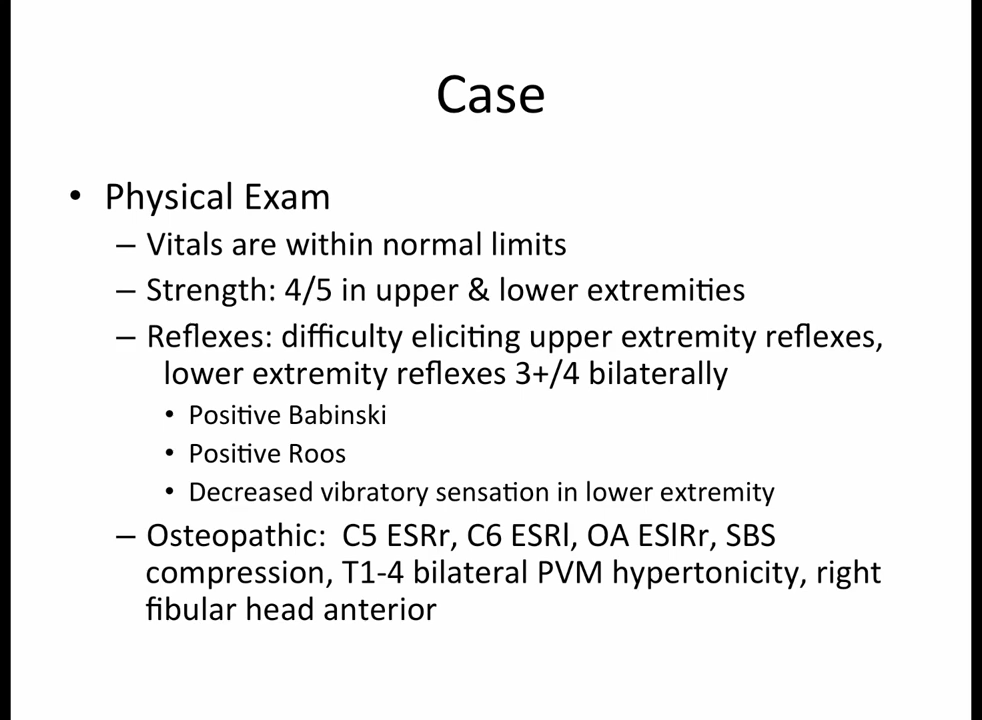 Case
• Physical Exam
– Vitals are within normal limits
– Strength: 4/5 in upper & lower extremities
– Reflexes: difficulty eliciting upper extremity reflexes,
lower extremity reflexes 3+/4 bilaterally
• Positive Babinski
• Positive Roos
• Decreased vibratory sensation in lower extremity
– Osteopathic: C5 ESRr, C6 ESRl, OA ESlRr, SBS
compression, T1-4 bilateral PVM hypertonicity, right
fibular head anterior